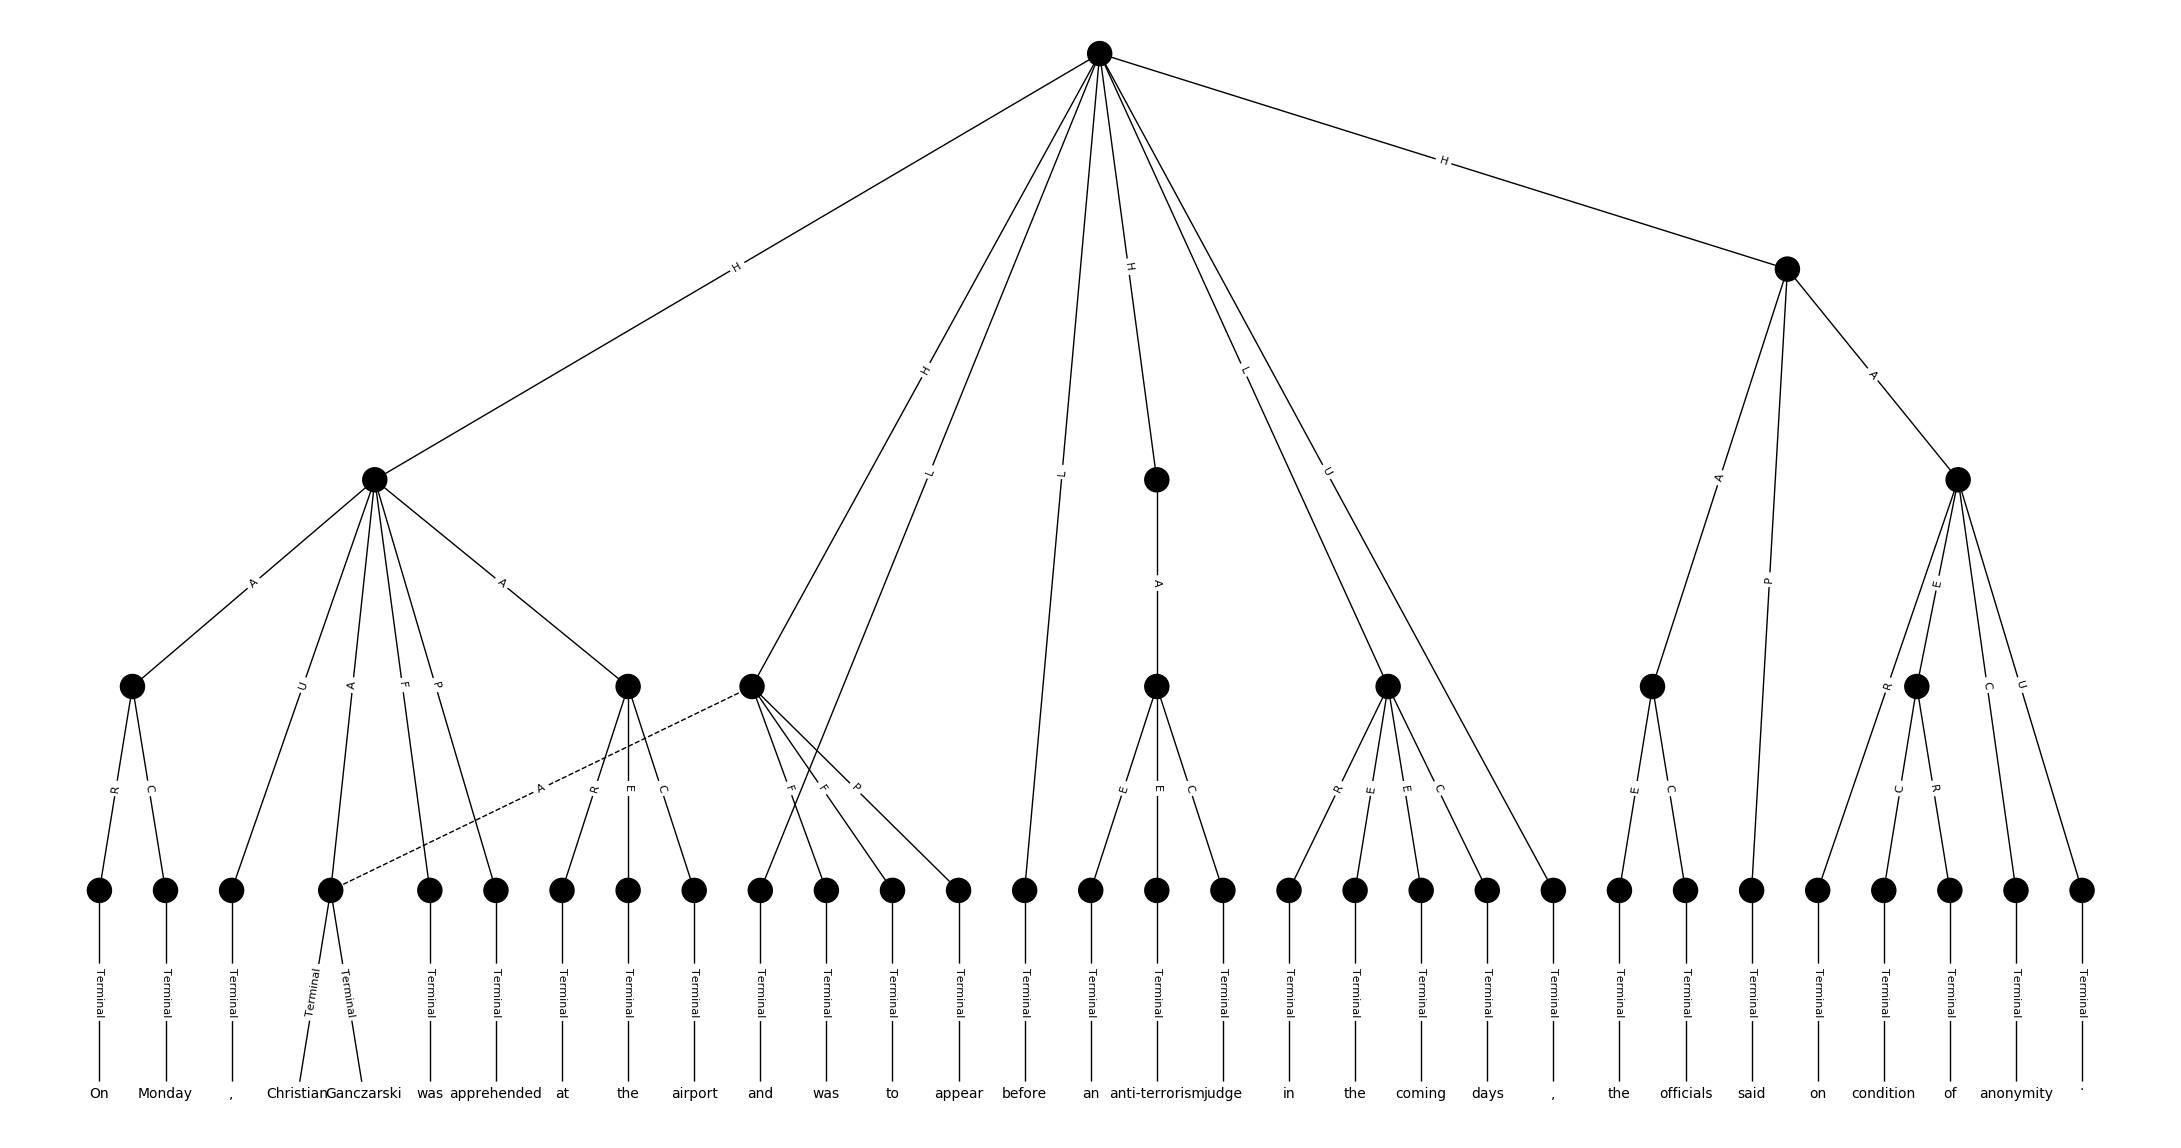 H
H
H
H
L
L
H
L
U
A
P
A
A
A
A
E
U
A
F
P
R
C
U
R
C
A
R
E
C
F
F
P
E
E
C
R
E
E
C
E
C
C
R
Terminal Terminal Terminal Terminal Terminal Terminal Terminal Terminal Terminal Terminal Terminal Terminal Terminal Terminal Terminal Terminal Terminal Terminal Terminal Terminal Terminal Terminal Terminal Terminal Terminal Terminal Terminal Terminal Terminal Terminal Terminal Terminal
On Monday , Christian Ganczarski was apprehended at the airport and was to appear before an anti-terrorism judge in the coming days , the officials said on condition of anonymity .